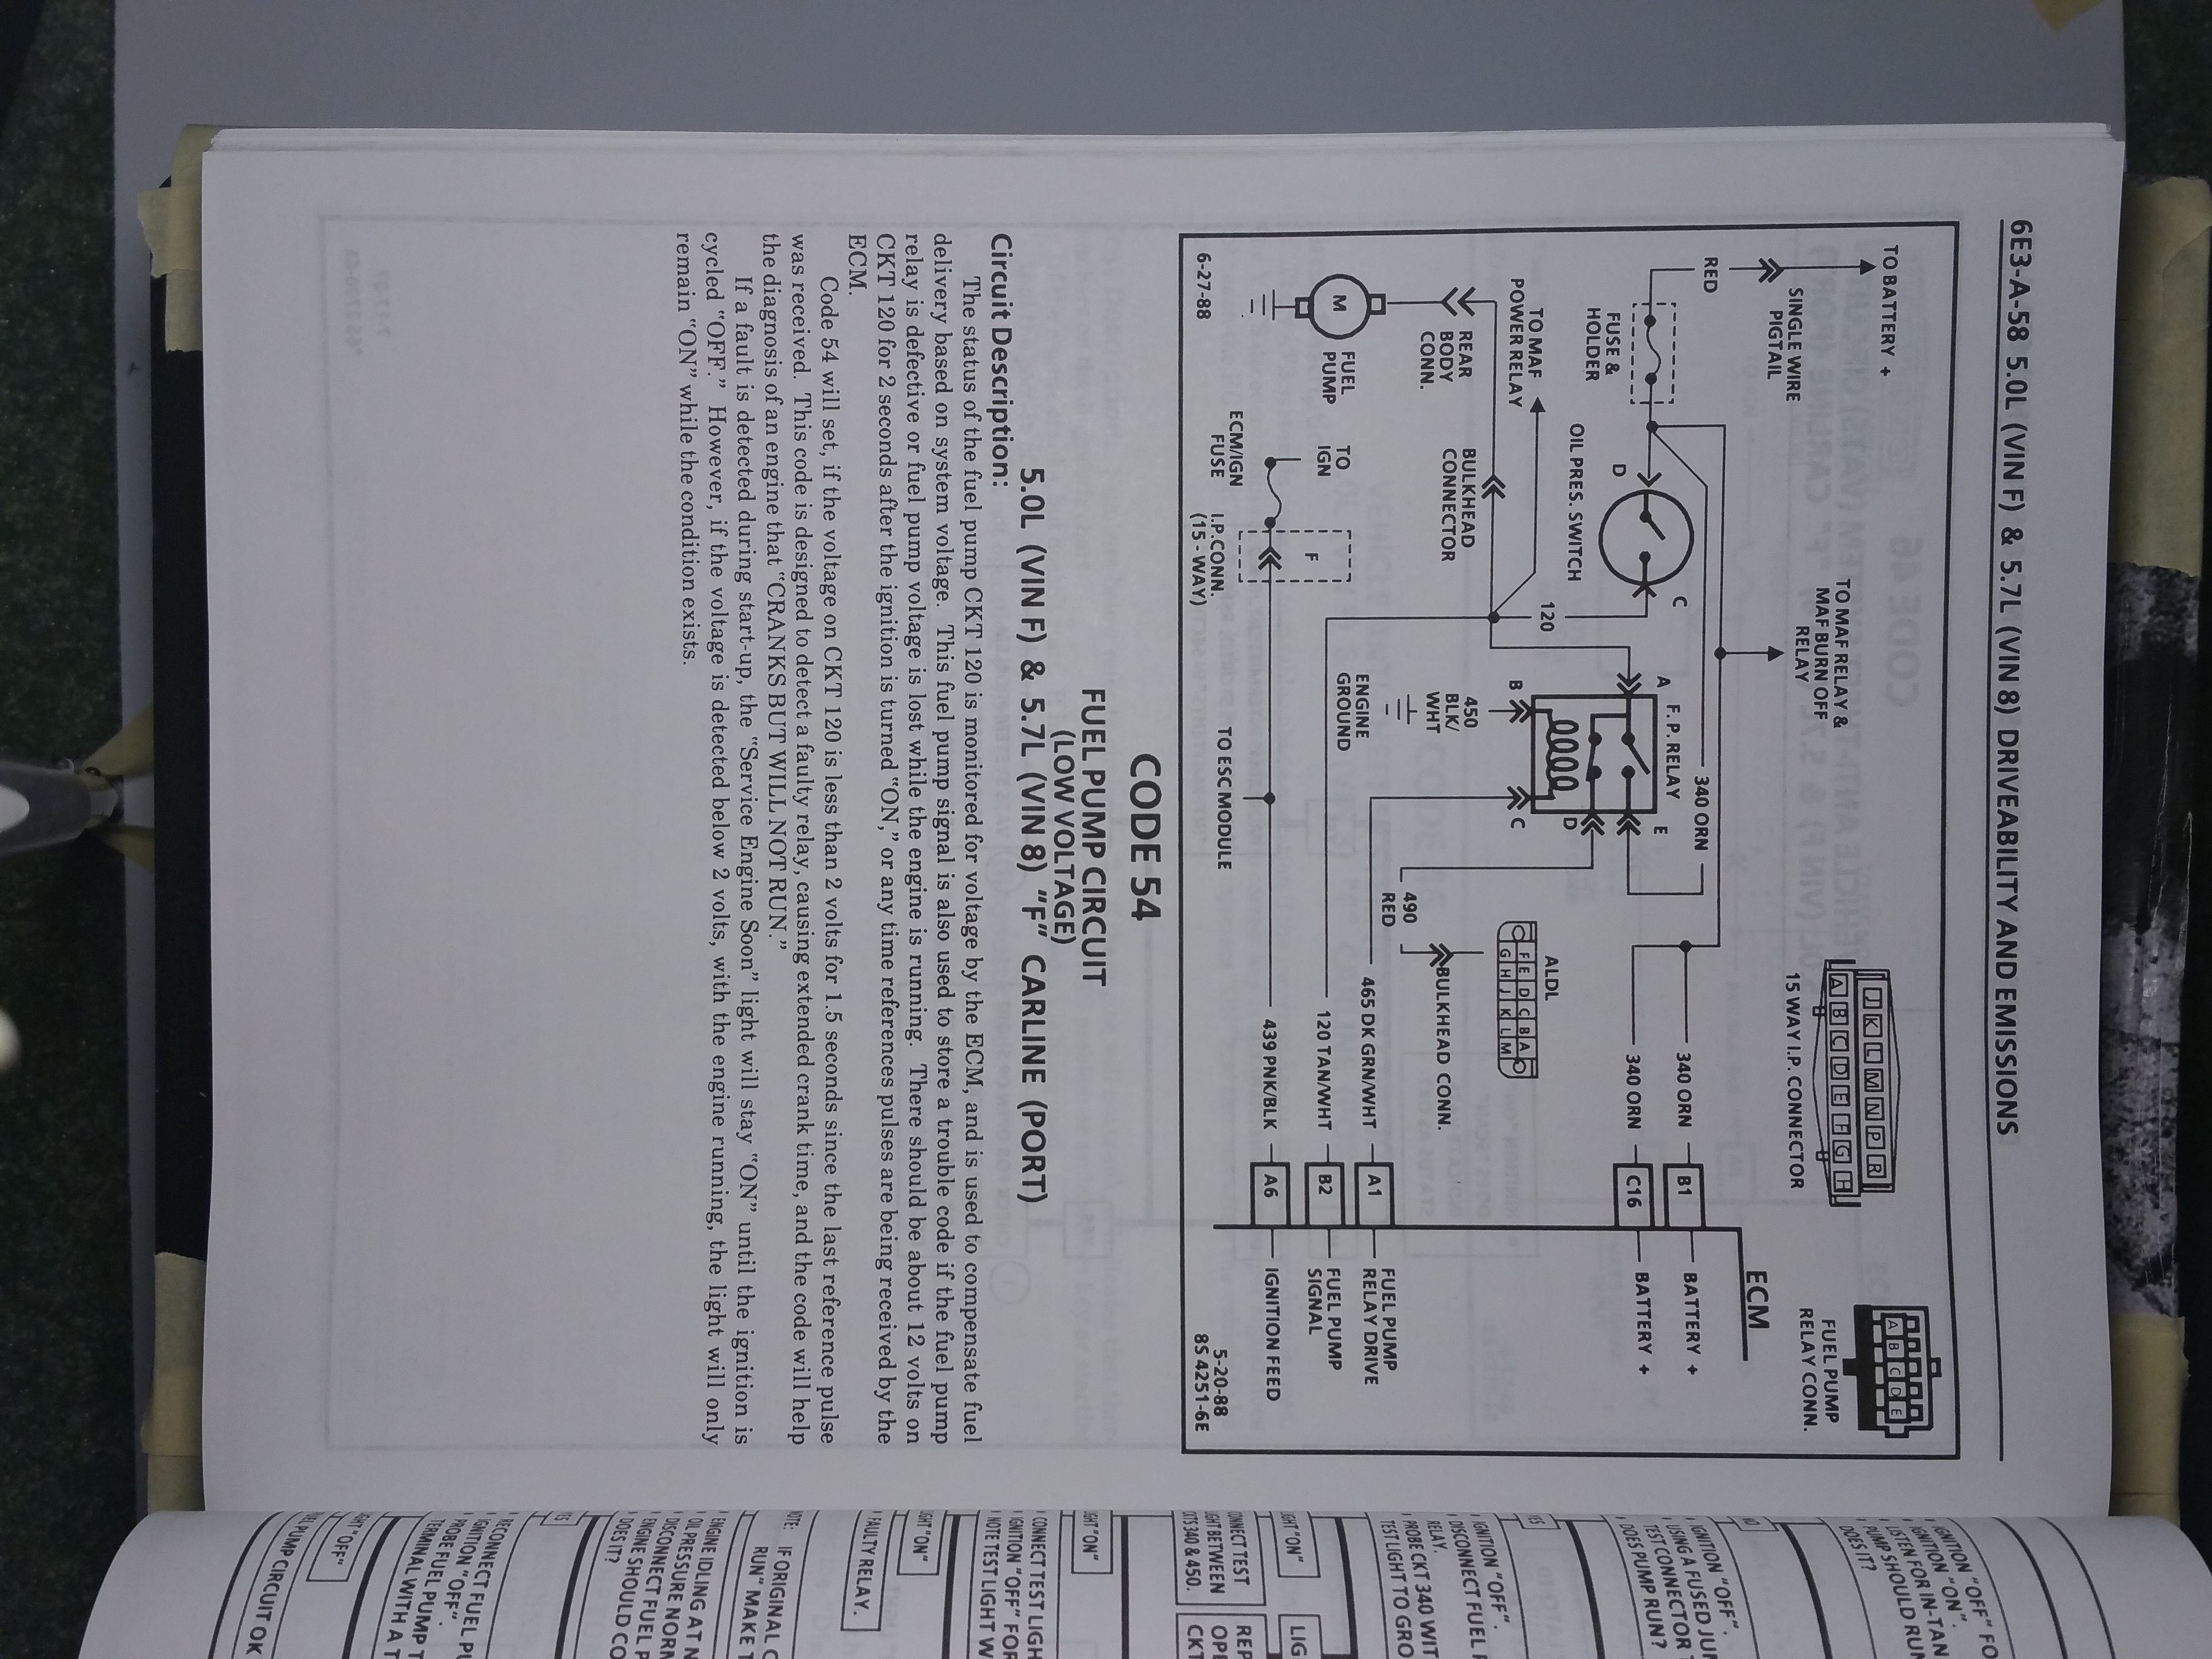 6E3-A-58 5.0L (VIN F) & 5.7L (VIN 8) DRIVEABILITY AND EMISSIONS
TO BATTERY +
SINGLE WIRE
PIGTAIL
RED
FUSE &
HOLDER
TO MAF RELAY &
MAF BURN OFF
RELAY
J K L M N P R
A B C D E F G H
15 WAY I.P. CONNECTOR
A B C D E
FUEL PUMP
RELAY CONN.
D
C
OIL PRES. SWITCH
TO MAF
POWER RELAY
120
A
F. P. RELAY
E
340 ORN
B
C
D
450
BLK/
WHT
ENGINE
GROUND
490
RED
ALDL
F E D C B A
G H J K L M
BULKHEAD CONN.
REAR
BODY
CONN.
BULKHEAD
CONNECTOR
M
FUEL
PUMP
TO
IGN
ECM/IGN
FUSE
F
I.P.CONN.
(15 - WAY)
TO ESC MODULE
ECM
340 ORN B1 BATTERY +
340 ORN C16 BATTERY +
465 DK GRN/WHT A1 FUEL PUMP
RELAY DRIVE
120 TAN/WHT B2 FUEL PUMP
SIGNAL
439 PNK/BLK A6 IGNITION FEED
6-27-88
5-20-88
8S 4251-6E
CODE 54
FUEL PUMP CIRCUIT
(LOW VOLTAGE)
5.0L (VIN F) & 5.7L (VIN 8) "F" CARLINE (PORT)
Circuit Description:
The status of the fuel pump CKT 120 is monitored for voltage by the ECM, and is used to compensate fuel
delivery based on system voltage. This fuel pump signal is also used to store a trouble code if the fuel pump
relay is defective or fuel pump voltage is lost while the engine is running. There should be about 12 volts on
CKT 120 for 2 seconds after the ignition is turned "ON," or any time references pulses are being received by the
ECM.
Code 54 will set, if the voltage on CKT 120 is less than 2 volts for 1.5 seconds since the last reference pulse
was received. This code is designed to detect a faulty relay, causing extended crank time, and the code will help
the diagnosis of an engine that "CRANKS BUT WILL NOT RUN."
If a fault is detected during start-up, the "Service Engine Soon" light will stay "ON" until the ignition is
cycled "OFF." However, if the voltage is detected below 2 volts, with the engine running, the light will only
remain "ON" while the condition exists.
IGNITION "OFF" FO
IGNITION "ON".
LISTEN FOR IN-TAN
PUMP SHOULD RUN
DOES IT?
NO
IGNITION "OFF".
USING A FUSED JU
TEST CONNECTOR
DOES PUMP RUN?
YES
IGNITION "OFF".
DISCONNECT FUEL
RELAY.
PROBE CKT 340 WIT
TEST LIGHT TO GRO
LIG
CONNECT TEST
BETWEEN
340 & 450.
CONNECT TEST LIGH
IGNITION "OFF" FOR
NOTE TEST LIGHT W
"ON"
FAULTY RELAY.
IF ORIGINAL
RUN" MAKE
ENGINE IDLING AT N
OIL PRESSURE NORM
DISCONNECT FUEL P
ENGINE SHOULD CO
DOES IT?
RECONNECT FUEL PU
IGNITION "OFF".
PROBE FUEL PUMP T
TERMINAL WITH A T
"OFF"
PUMP CIRCUIT OK